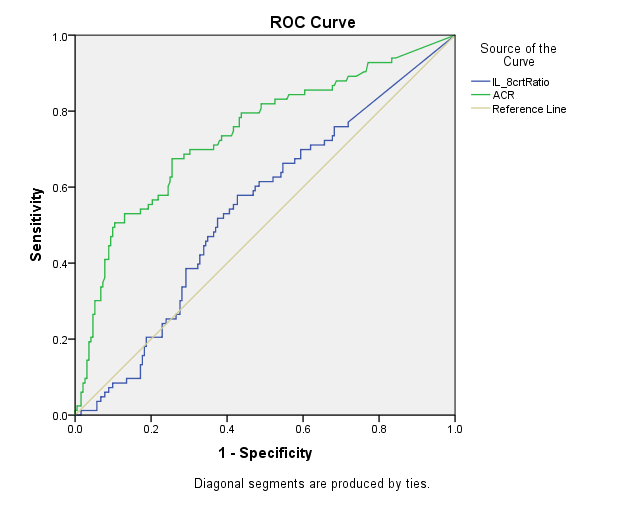 ROC Curve
Source of the
Curve
IL_8crtRatio
ACR
Reference Line
1.0
0.8
0.6
0.4
0.2
0.0
Sensitivity
0.0 0.2 0.4 0.6 0.8 1.0
1 - Specificity
Diagonal segments are produced by ties.